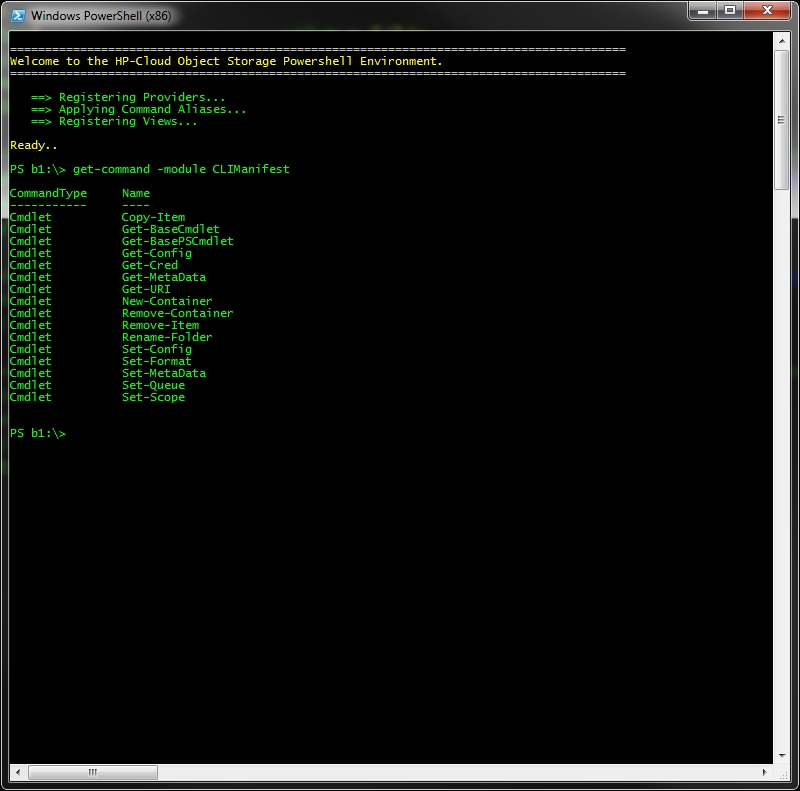 Windows PowerShell (x86)
========================================================================================
Welcome to the HP-Cloud Object Storage Powershell Environment.
========================================================================================
==> Registering Providers...
==> Applying Command Aliases...
==> Registering Views...
Ready..
PS b1:\> get-command -module CLIManifest
CommandType Name
----------- ----
Cmdlet Copy-Item
Cmdlet Get-BaseCmdlet
Cmdlet Get-BasePSCmdlet
Cmdlet Get-Config
Cmdlet Get-Cred
Cmdlet Get-MetaData
Cmdlet Get-URI
Cmdlet New-Container
Cmdlet Remove-Container
Cmdlet Remove-Item
Cmdlet Rename-Folder
Cmdlet Set-Config
Cmdlet Set-Format
Cmdlet Set-MetaData
Cmdlet Set-Queue
Cmdlet Set-Scope
PS b1:\>